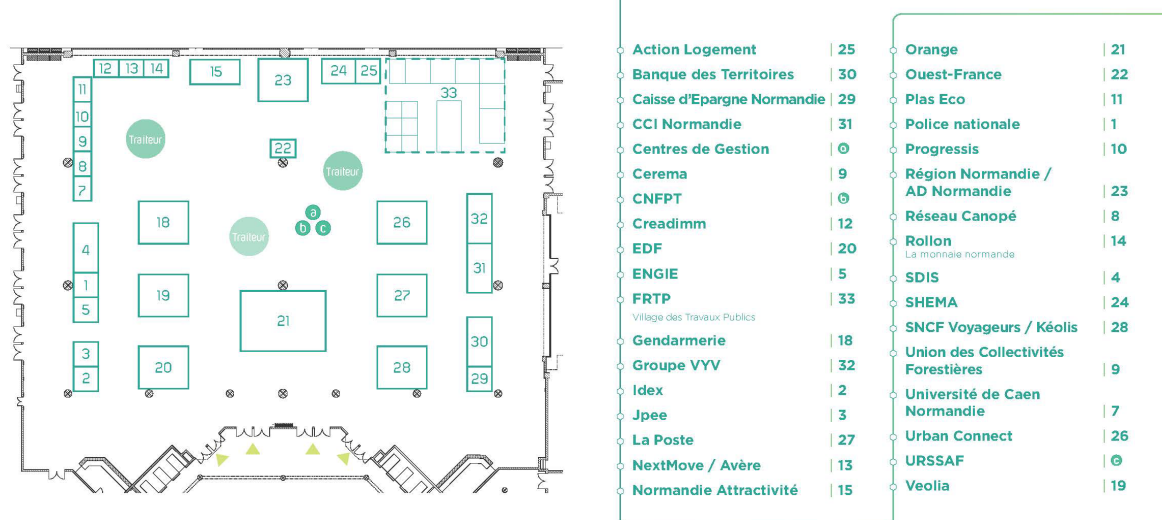 12 13 14
15
23
24 25
33
11
10
9
8
7
Traiteur
22
Traiteur
a
b c
Traiteur
18
26
32
4
31
1
5
19
27
21
3
2
20
28
30
29
Action Logement | 25
Banque des Territoires | 30
Caisse d'Epargne Normandie | 29
CCI Normandie | 31
Centres de Gestion | a
Cerema | 9
CNFPT | b
Creadimm | 12
EDF | 20
ENGIE | 5
FRTP | 33
Village des Travaux Publics
Gendarmerie | 18
Groupe VYV | 32
Idex | 2
Jpee | 3
La Poste | 27
NextMove / Avère | 13
Normandie Attractivité | 15
Orange | 21
Ouest-France | 22
Plas Eco | 11
Police nationale | 1
Progessis | 10
Région Normandie /
AD Normandie | 23
Réseau Canopé | 8
Rollon | 14
La monnaie normande
SDIS | 4
SHEMA | 24
SNCF Voyageurs / Kéolis | 28
Union des Collectivités
Forestières | 9
Université de Caen
Normandie | 7
Urban Connect | 26
URSSAF | c
Veolia | 19